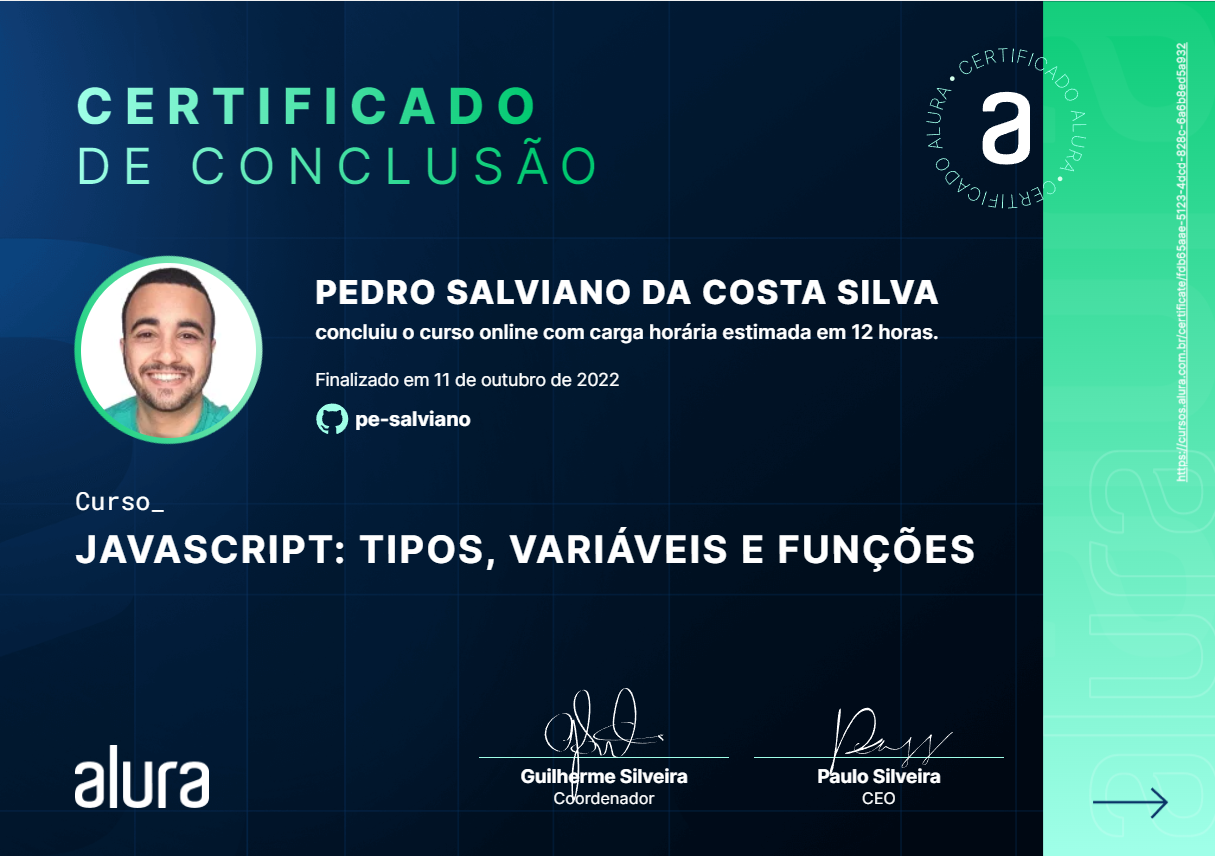 CERTIFICADO
DE CONCLUSÃO
CERTIFICADO ALURA • CERTIFICADO ALURA •
a
https://cursos.alura.com.br/certificate/fdb65aae-5123-4dcd-828c-6a6b8ed5a932
PEDRO SALVIANO DA COSTA SILVA
concluiu o curso online com carga horária estimada em 12 horas.
Finalizado em 11 de outubro de 2022
pe-salviano
Curso_
JAVASCRIPT: TIPOS, VARIÁVEIS E FUNÇÕES
alura
Guilherme Silveira
Coordenador
Paulo Silveira
CEO
alura